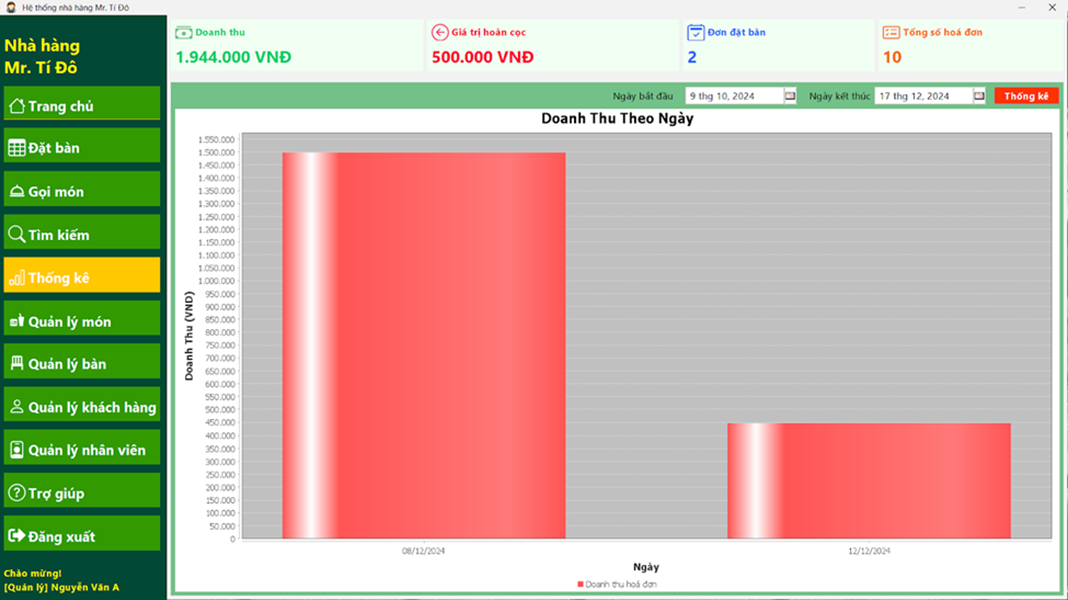 Hệ thống nhà hàng Mr. Tí Đô
Nhà hàng
Mr. Tí Đô
Trang chủ
Đặt bàn
Gọi món
Tìm kiếm
Thống kê
Quản lý món
Quản lý bàn
Quản lý khách hàng
Quản lý nhân viên
Trợ giúp
Đăng xuất
Chào mừng!
[Quản lý] Nguyễn Văn A
Doanh thu
1.944.000 VNĐ
Giá trị hoàn cọc
500.000 VNĐ
Đơn đặt bàn
2
Tổng số hoá đơn
10
Ngày bắt đầu 9 thg 10, 2024 Ngày kết thúc 17 thg 12, 2024 Thống kê
Doanh Thu Theo Ngày
Doanh Thu (VND)
1.550.000
1.500.000
1.450.000
1.400.000
1.350.000
1.300.000
1.250.000
1.200.000
1.150.000
1.100.000
1.050.000
1.000.000
950.000
900.000
850.000
800.000
750.000
700.000
650.000
600.000
550.000
500.000
450.000
400.000
350.000
300.000
250.000
200.000
150.000
100.000
50.000
0
08/12/2024 12/12/2024
Ngày
Doanh thu hoá đơn